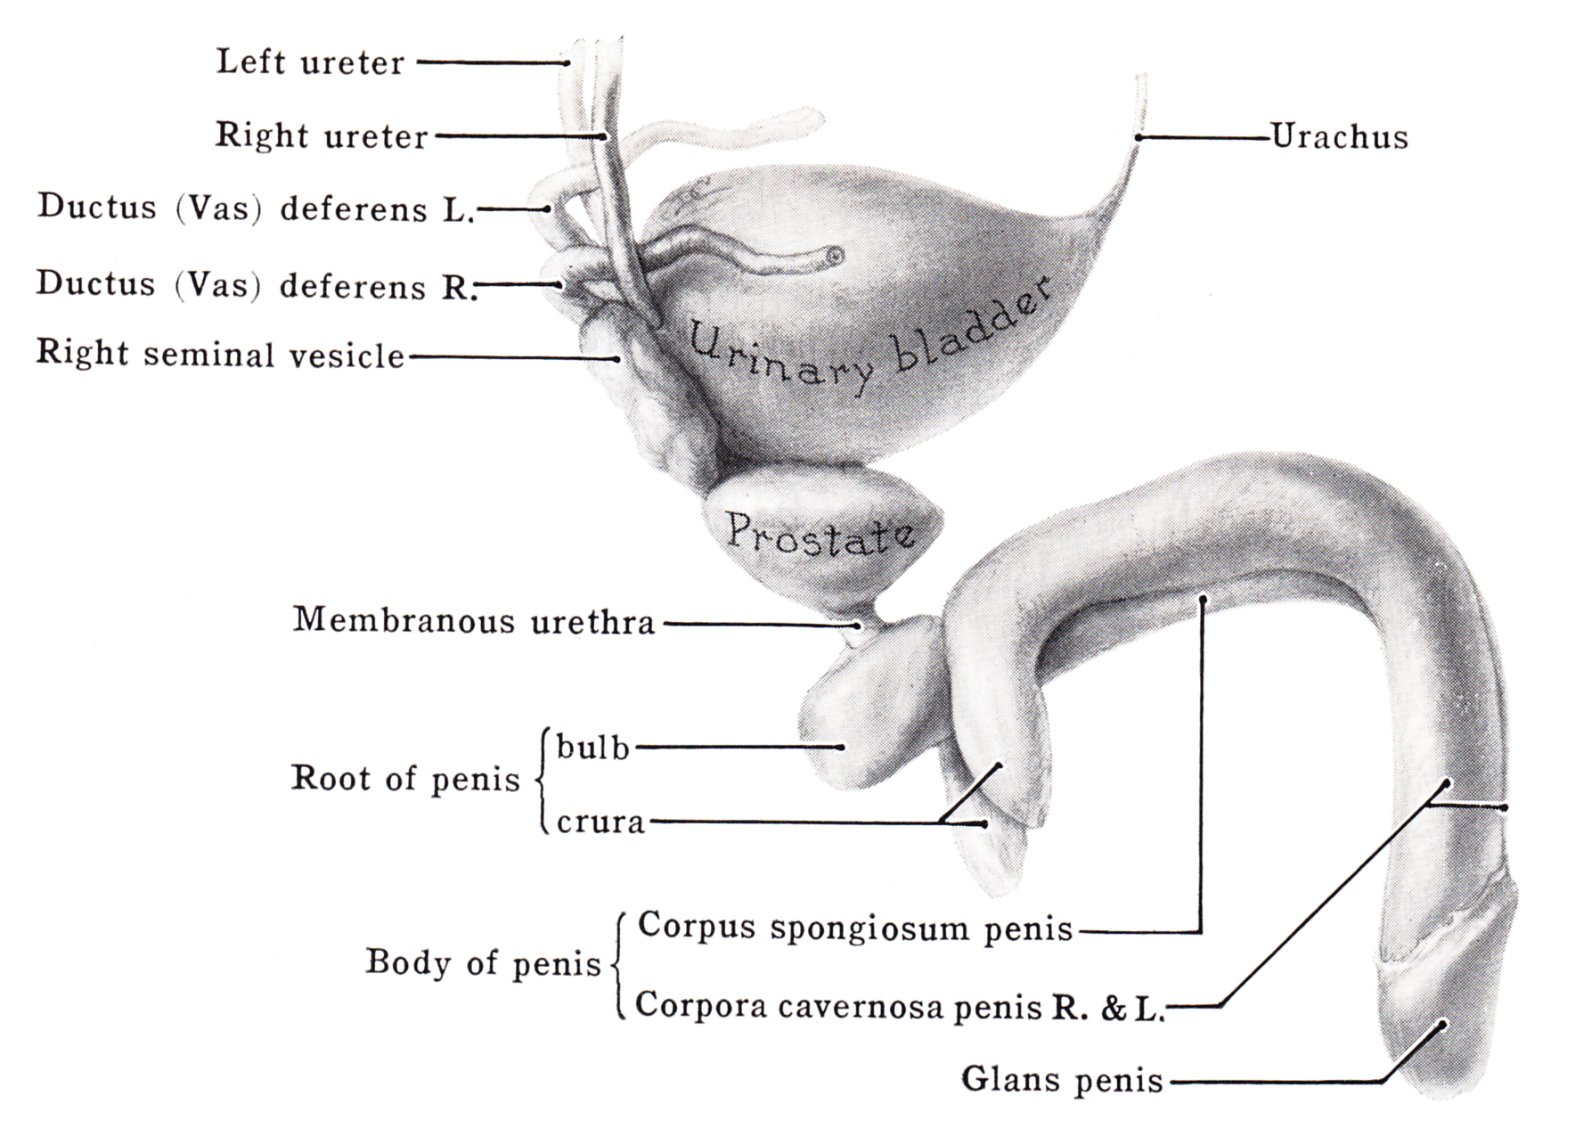 Left ureter
Right ureter
Urachus
Ductus (Vas) deferens L.
Ductus (Vas) deferens R.
Right seminal vesicle
Urinary bladder
Prostate
Membranous urethra
Root of penis
bulb
crura
Body of penis
Corpus spongiosum penis
Corpora cavernosa penis R. & L.
Glans penis